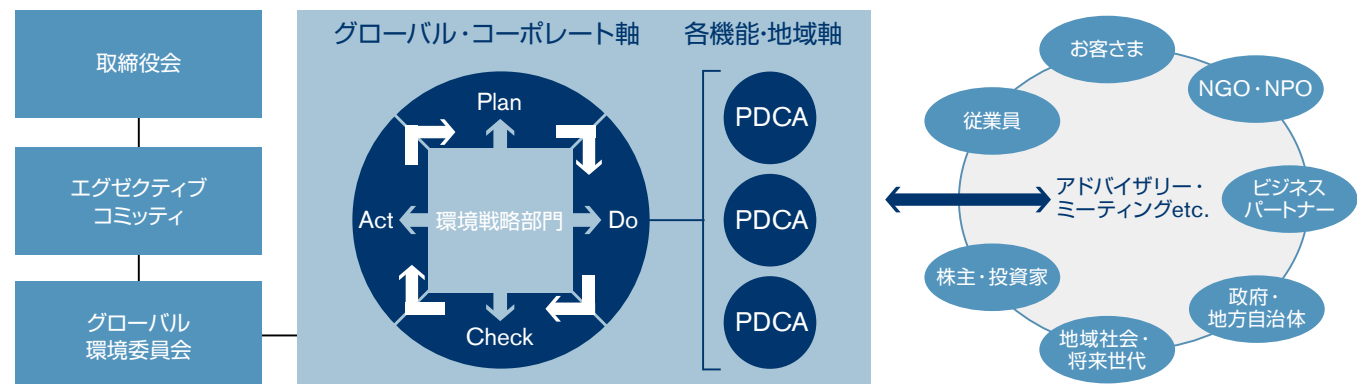 取締役会
エグゼクティブ
コミッティ
グローバル
環境委員会
グローバル・コーポレート軸
各機能・地域軸
Plan
Act
環境戦略部門
Do
Check
PDCA
PDCA
PDCA
アドバイザリー・
ミーティングetc.
お客さま
NGO・NPO
従業員
ビジネス
パートナー
株主・投資家
政府・
地方自治体
地域社会・
将来世代